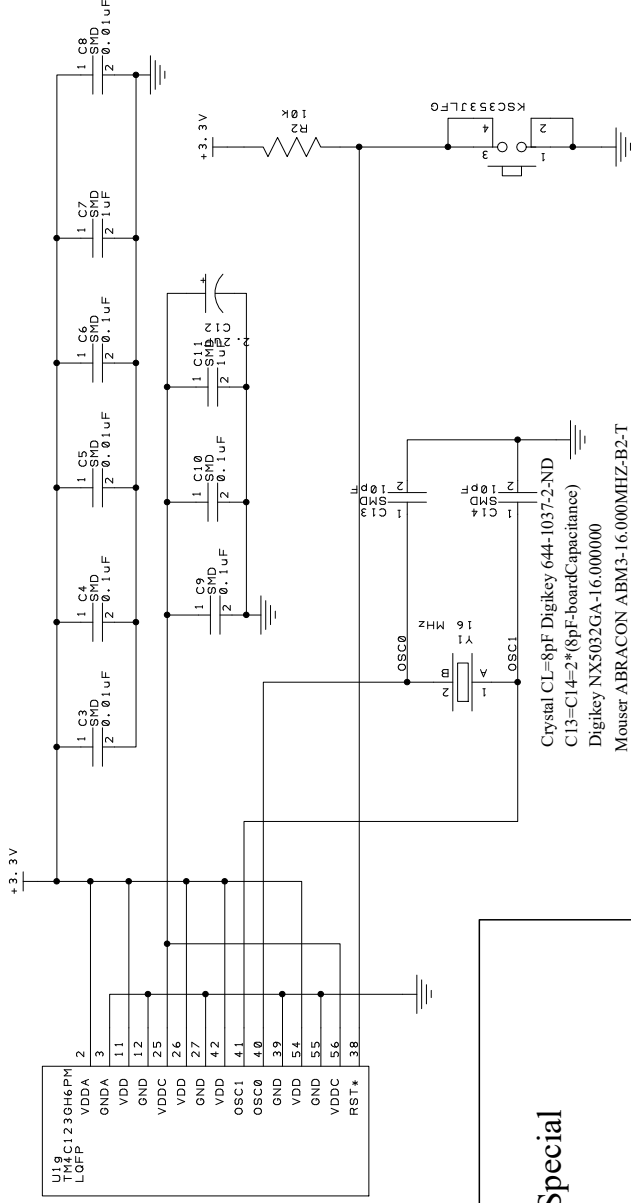 +3.3V
U19
TM4C123GH6PM
LQFP
VDDA 2
GNDA 3
VDD 11
GND 12
VDDC 25
VDD 26
GND 27
VDD 42
OSC1 41
OSC0 40
GND 39
VDD 54
GND 55
VDDC 56
RST* 38
1 C3
SMD
2 0.01uF
1 C4
SMD
2 0.1uF
1 C5
SMD
2 0.01uF
1 C6
SMD
2 0.1uF
1 C7
SMD
2 1uF
1 C8
SMD
2 0.01uF
1 C9
SMD
2 0.1uF
1 C10
SMD
2 0.1uF
1 C11
SMD
2 1uF
+
C12
2.2uF
+3.3V
R2
10k
KSC353JLFG
4
3
2
1
OSC0
OSC1
Y1
16 MHz
2 B
1 A
C13
SMD
10pF
1 2
C14
SMD
10pF
1 2
Crystal CL=8pF Digikey 644-1037-2-ND
C13=C14=2*(8pF-boardCapacitance)
Digikey NX5032GA-16.000000
Mouser ABRACON ABM3-16.000MHZ-B2-T
Special